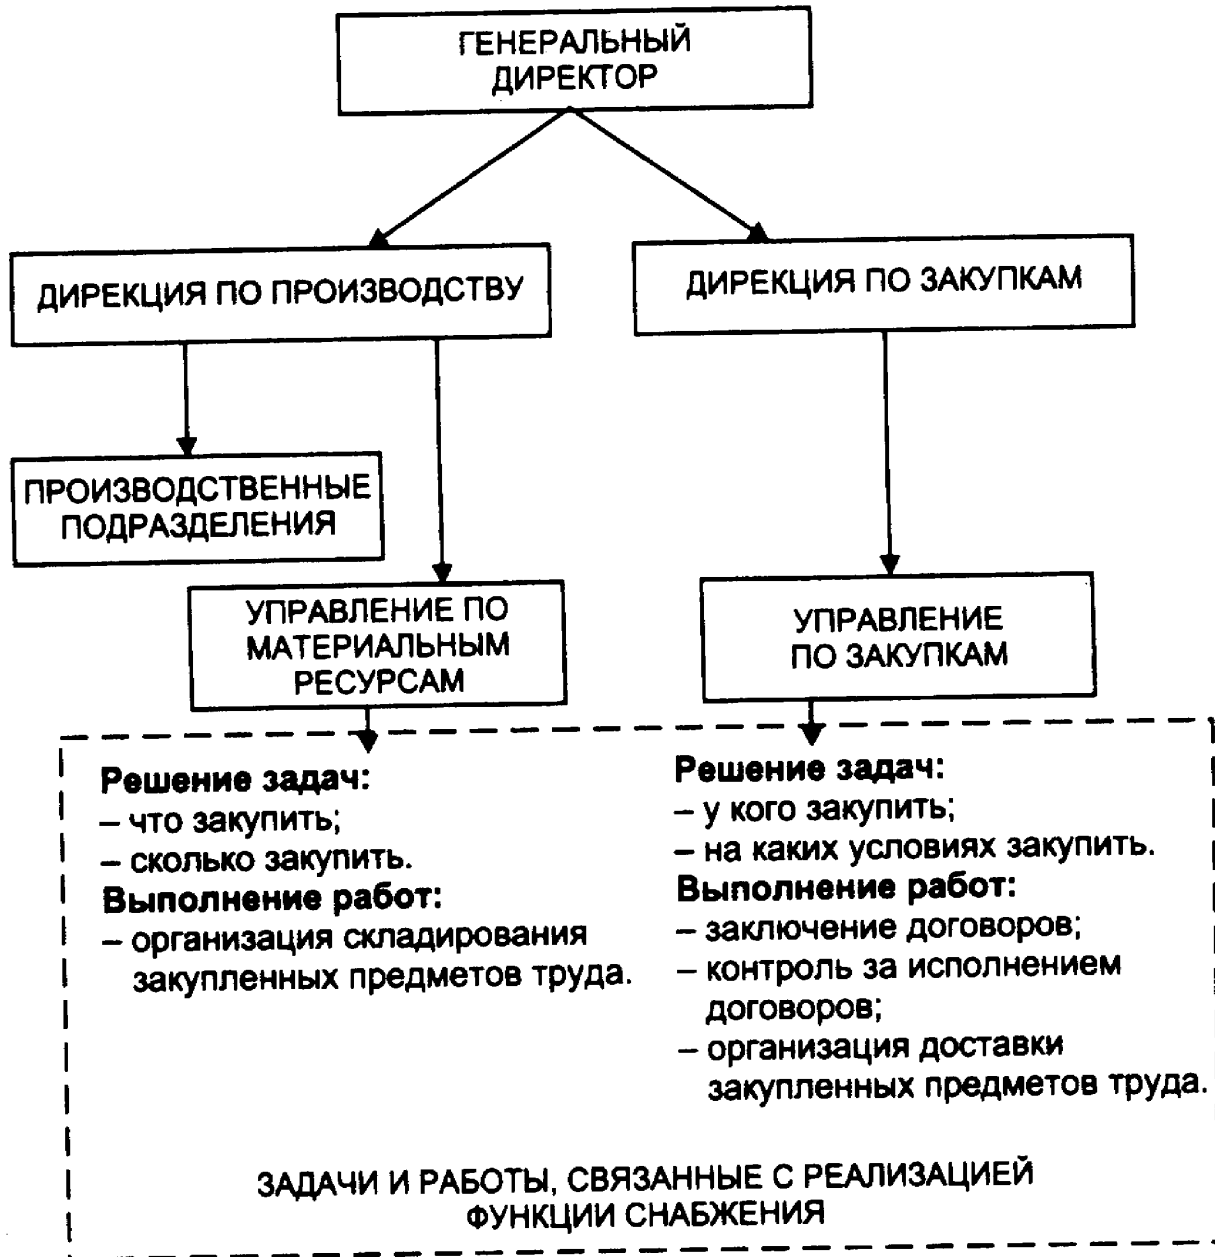 ГЕНЕРАЛЬНЫЙ
ДИРЕКТОР
ДИРЕКЦИЯ ПО ПРОИЗВОДСТВУ
ДИРЕКЦИЯ ПО ЗАКУПКАМ
ПРОИЗВОДСТВЕННЫЕ
ПОДРАЗДЕЛЕНИЯ
УПРАВЛЕНИЕ ПО
МАТЕРИАЛЬНЫМ
РЕСУРСАМ
УПРАВЛЕНИЕ
ПО ЗАКУПКАМ
Решение задач:
– что закупить;
– сколько закупить.
Выполнение работ:
– организация складирования
закупленных предметов труда.
Решение задач:
– у кого закупить;
– на каких условиях закупить.
Выполнение работ:
– заключение договоров;
– контроль за исполнением
договоров;
– организация доставки
закупленных предметов труда.
ЗАДАЧИ И РАБОТЫ, СВЯЗАННЫЕ С РЕАЛИЗАЦИЕЙ
ФУНКЦИИ СНАБЖЕНИЯ